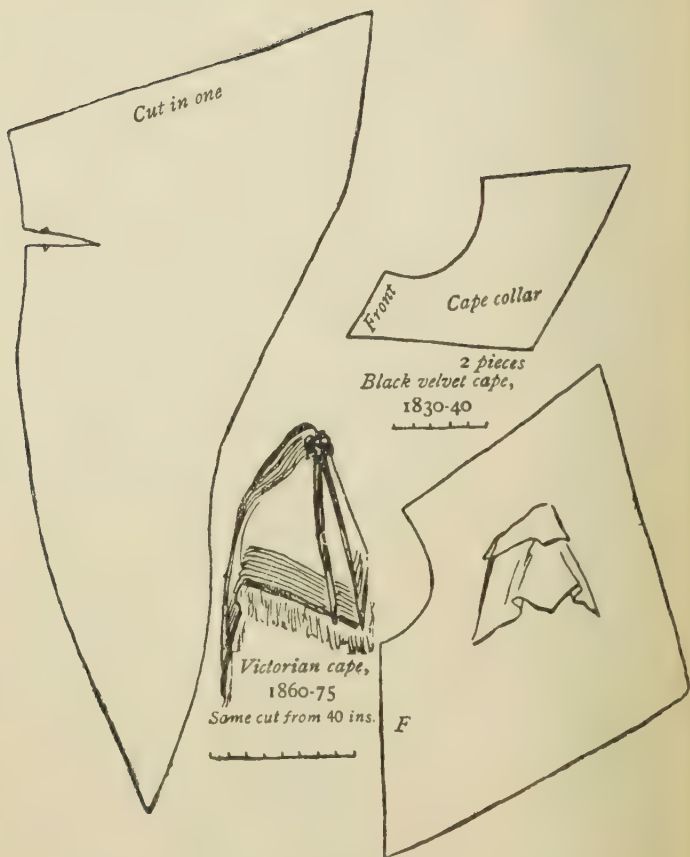 Cut in one
Front
Cape collar
2 pieces
Black velvet cape,
1830-40
Victorian cape,
1860-75
Some cut from 40 ins.
F